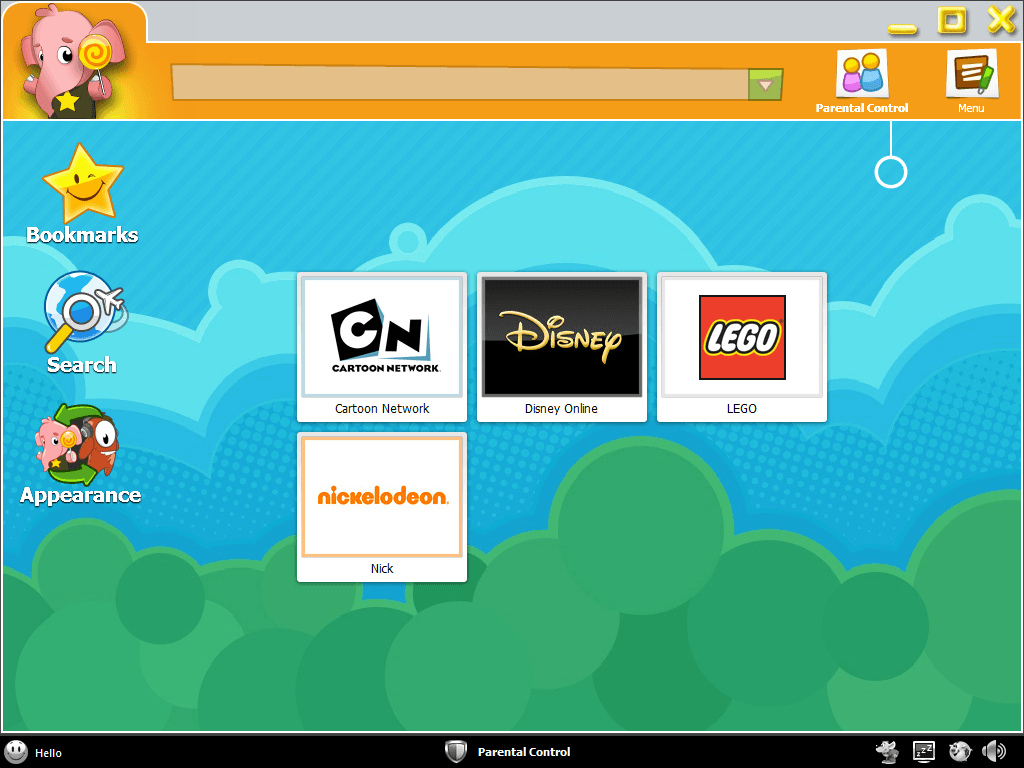 Parental Control
Menu
Bookmarks
Search
Appearance
CN
CARTOON NETWORK
Cartoon Network
Disney
Disney Online
LEGO
LEGO
nickelodeon
Nick
Hello
Parental Control
zzz